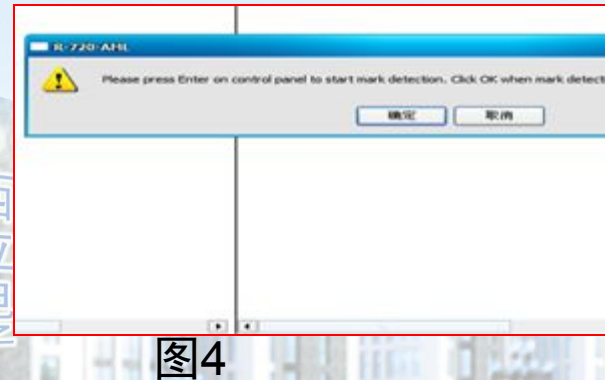 R-720-AML
Please press Enter on control panel to start mark detection. Click OK when mark detect
确定
取消
图4